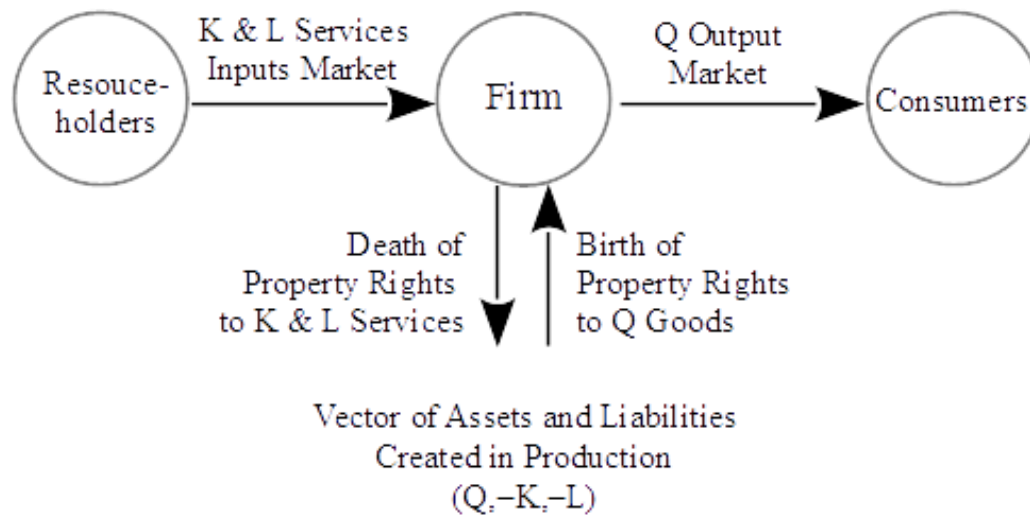 K & L Services
Inputs Market
Q Output
Market
Resouce-
holders
Firm
Consumers
Death of
Property Rights
to K & L Services
Birth of
Property Rights
to Q Goods
Vector of Assets and Liabilities
Created in Production
(Q,–K,–L)